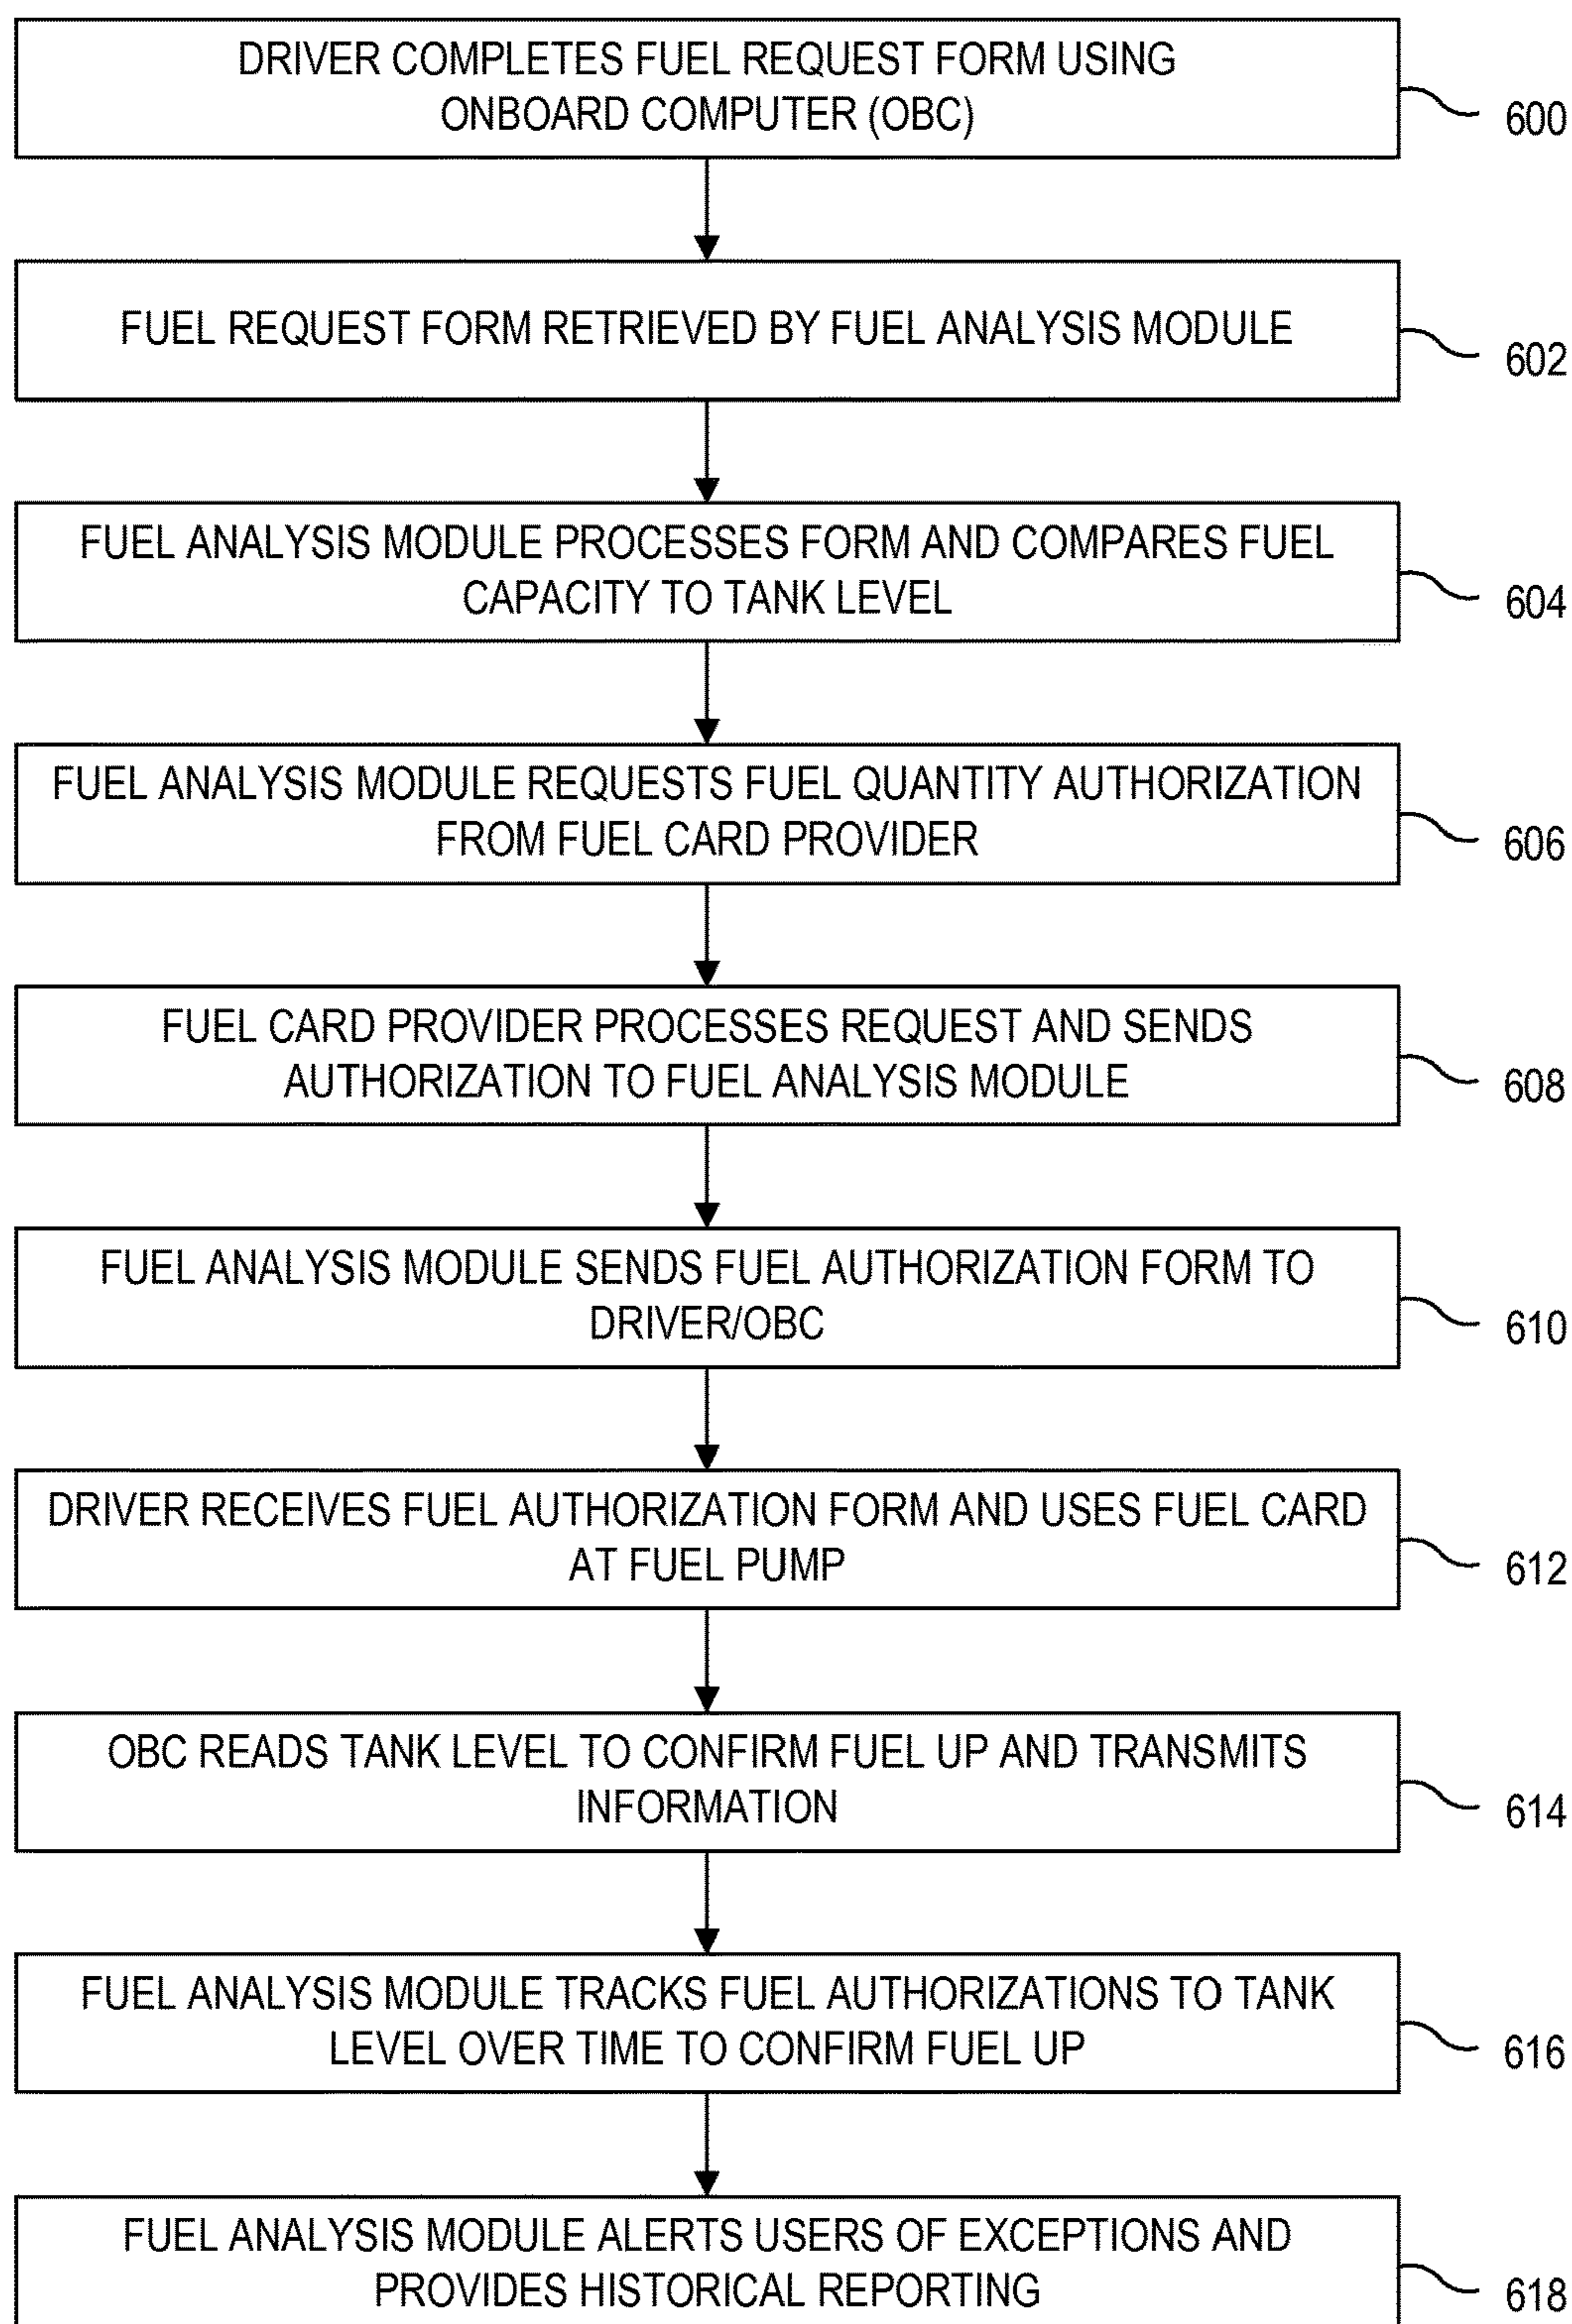 DRIVER COMPLETES FUEL REQUEST FORM USING
ONBOARD COMPUTER (OBC)
600
FUEL REQUEST FORM RETRIEVED BY FUEL ANALYSIS MODULE
602
FUEL ANALYSIS MODULE PROCESSES FORM AND COMPARES FUEL
CAPACITY TO TANK LEVEL
604
FUEL ANALYSIS MODULE REQUESTS FUEL QUANTITY AUTHORIZATION
FROM FUEL CARD PROVIDER
606
FUEL CARD PROVIDER PROCESSES REQUEST AND SENDS
AUTHORIZATION TO FUEL ANALYSIS MODULE
608
FUEL ANALYSIS MODULE SENDS FUEL AUTHORIZATION FORM TO
DRIVER/OBC
610
DRIVER RECEIVES FUEL AUTHORIZATION FORM AND USES FUEL CARD
AT FUEL PUMP
612
OBC READS TANK LEVEL TO CONFIRM FUEL UP AND TRANSMITS
INFORMATION
614
FUEL ANALYSIS MODULE TRACKS FUEL AUTHORIZATIONS TO TANK
LEVEL OVER TIME TO CONFIRM FUEL UP
616
FUEL ANALYSIS MODULE ALERTS USERS OF EXCEPTIONS AND
PROVIDES HISTORICAL REPORTING
618